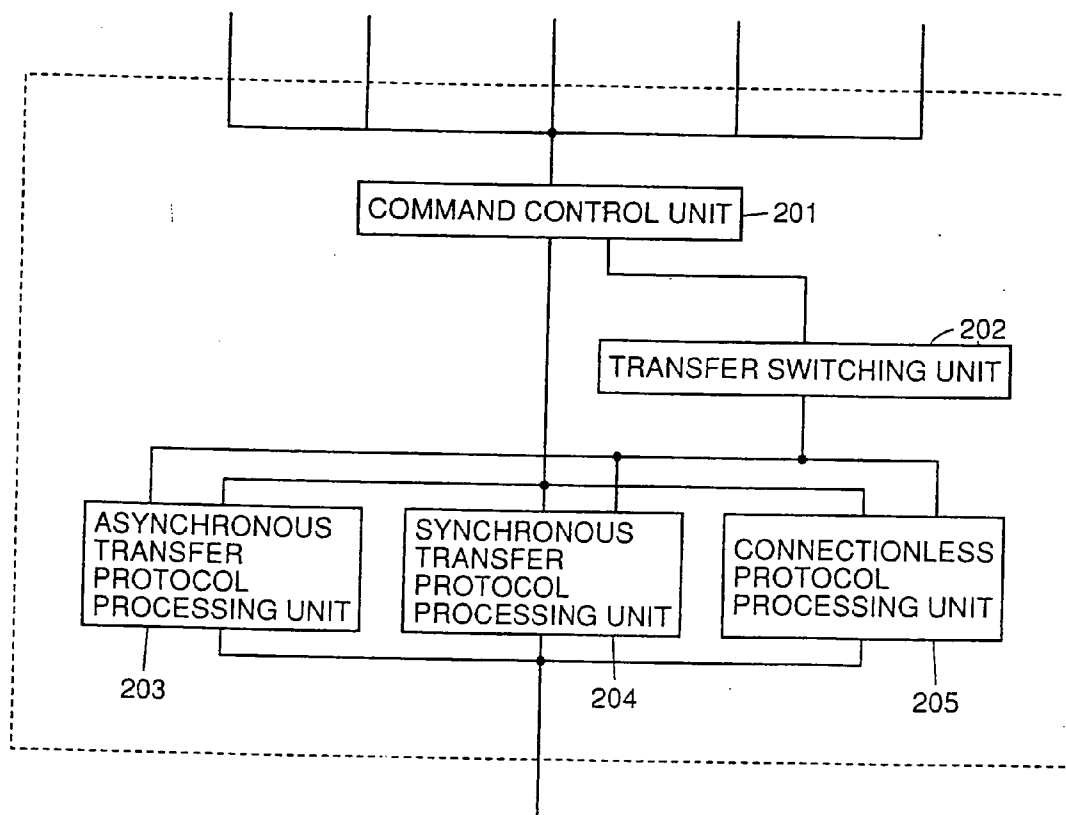 COMMAND CONTROL UNIT
201
202
TRANSFER SWITCHING UNIT
ASYNCHRONOUS
TRANSFER
PROTOCOL
PROCESSING UNIT
SYNCHRONOUS
TRANSFER
PROTOCOL
PROCESSING UNIT
CONNECTIONLESS
PROTOCOL
PROCESSING UNIT
203
204
205